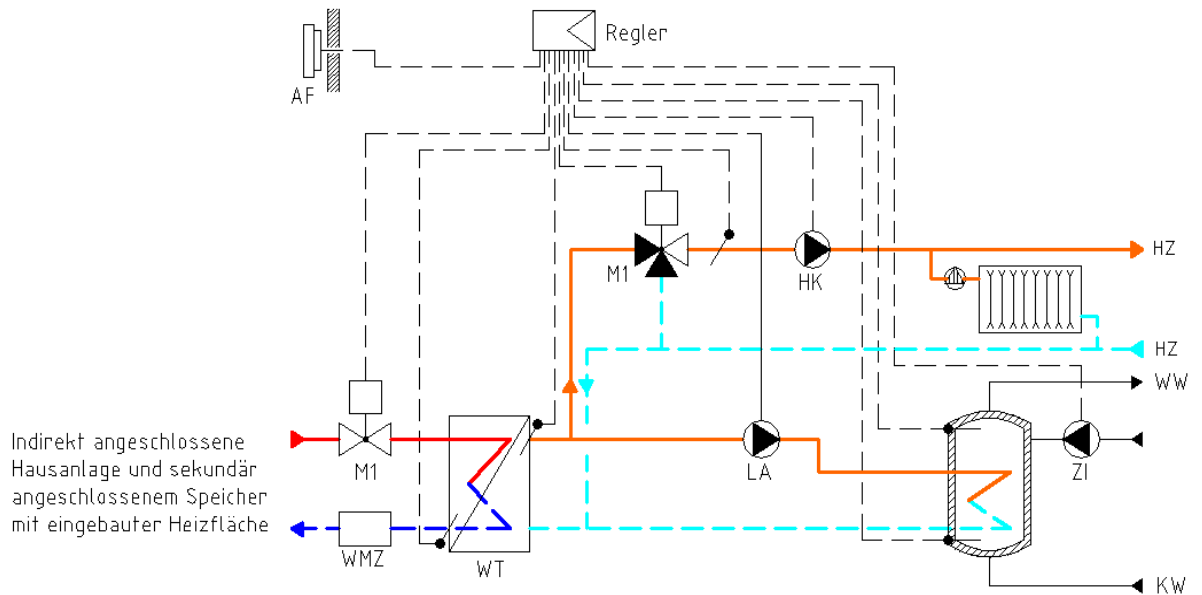 Regler
AF
M1
HK
HZ
HZ
WW
Indirekt angeschlossene
Hausanlage und sekundär
angeschlossenem Speicher
mit eingebauter Heizfläche
M1
LA
ZI
WMZ
WT
KW